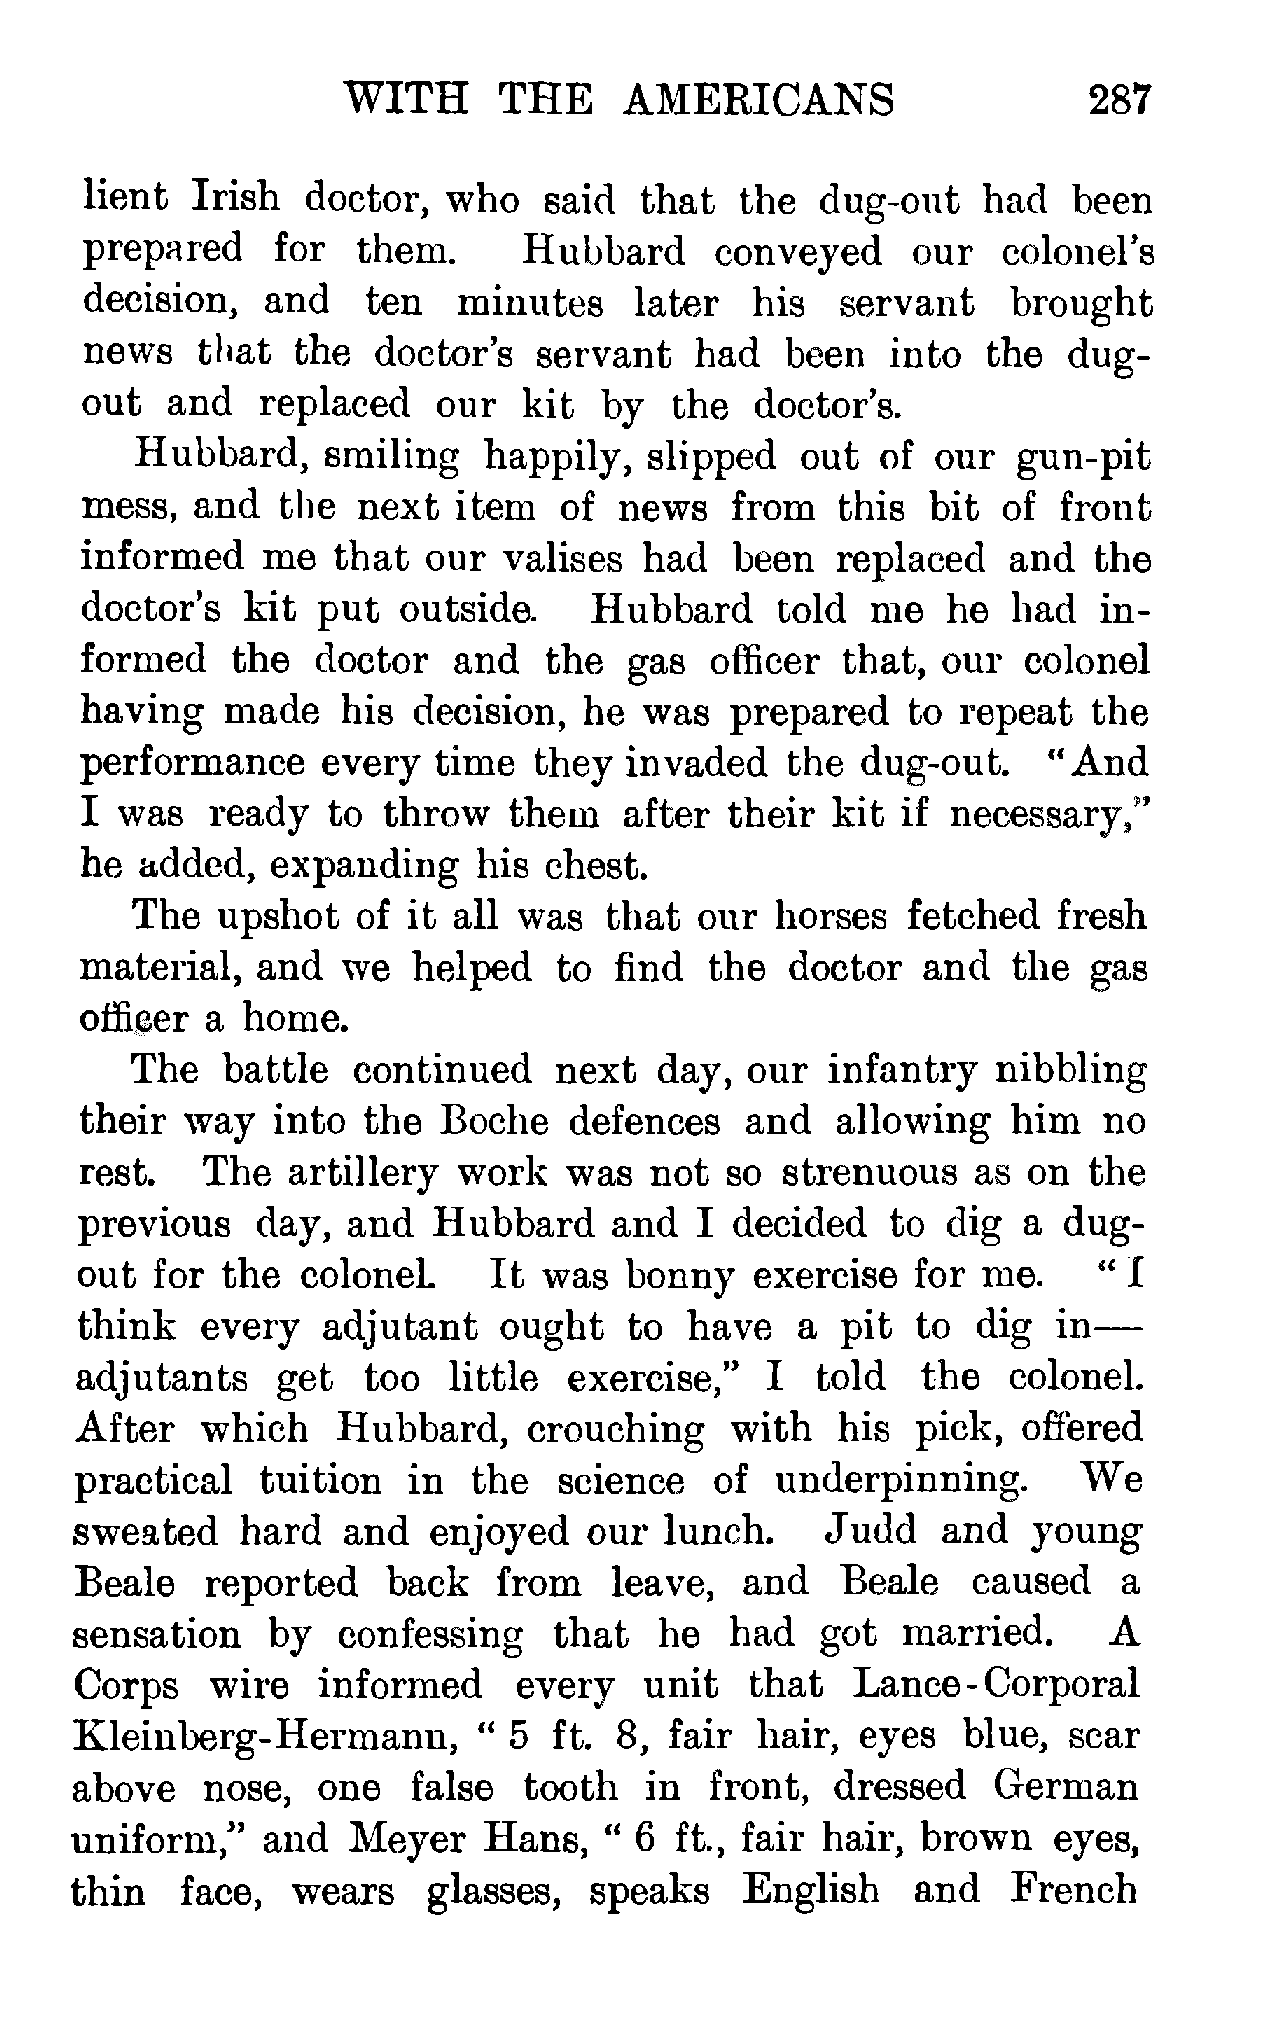 WITH THE AMERICANS 287
lient Irish doctor, who said that the dug-out had been
prepared for them. Hubbard conveyed our colonel's
decision, and ten minutes later his servant brought
news that the doctor's servant had been into the dug-
out and replaced our kit by the doctor's.
Hubbard, smiling happily, slipped out of our gun-pit
mess, and the next item of news from this bit of front
informed me that our valises had been replaced and the
doctor's kit put outside. Hubbard told me he had in-
formed the doctor and the gas officer that, our colonel
having made his decision, he was prepared to repeat the
performance every time they invaded the dug-out. "And
I was ready to throw them after their kit if necessary,"
he added, expanding his chest.
The upshot of it all was that our horses fetched fresh
material, and we helped to find the doctor and the gas
officer a home.
The battle continued next day, our infantry nibbling
their way into the Boche defences and allowing him no
rest. The artillery work was not so strenuous as on the
previous day, and Hubbard and I decided to dig a dug-
out for the colonel. It was bonny exercise for me. "I
think every adjutant ought to have a pit to dig in—
adjutants get too little exercise," I told the colonel.
After which Hubbard, crouching with his pick, offered
practical tuition in the science of underpinning. We
sweated hard and enjoyed our lunch. Judd and young
Beale reported back from leave, and Beale caused a
sensation by confessing that he had got married. A
Corps wire informed every unit that Lance-Corporal
Kleinberg-Hermann, "5 ft. 8, fair hair, eyes blue, scar
above nose, one false tooth in front, dressed German
uniform," and Meyer Hans, "6 ft., fair hair, brown eyes,
thin face, wears glasses, speaks English and French